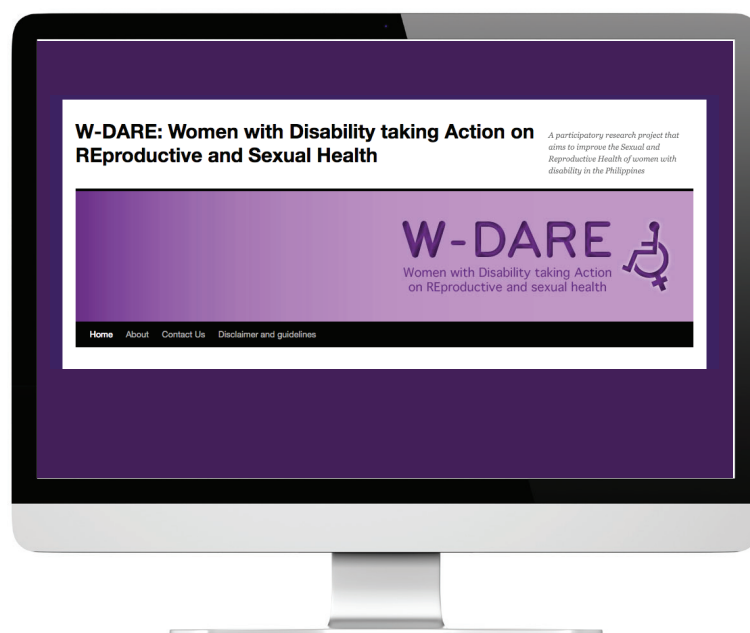 W-DARE: Women with Disability taking Action on
REproductive and Sexual Health
A participatory research project that
aims to improve the Sexual and
Reproductive Health of women with
disability in the Philippines
W-DARE
Women with Disability taking Action
on REproductive and sexual health
Home About Contact Us Disclaimer and guidelines